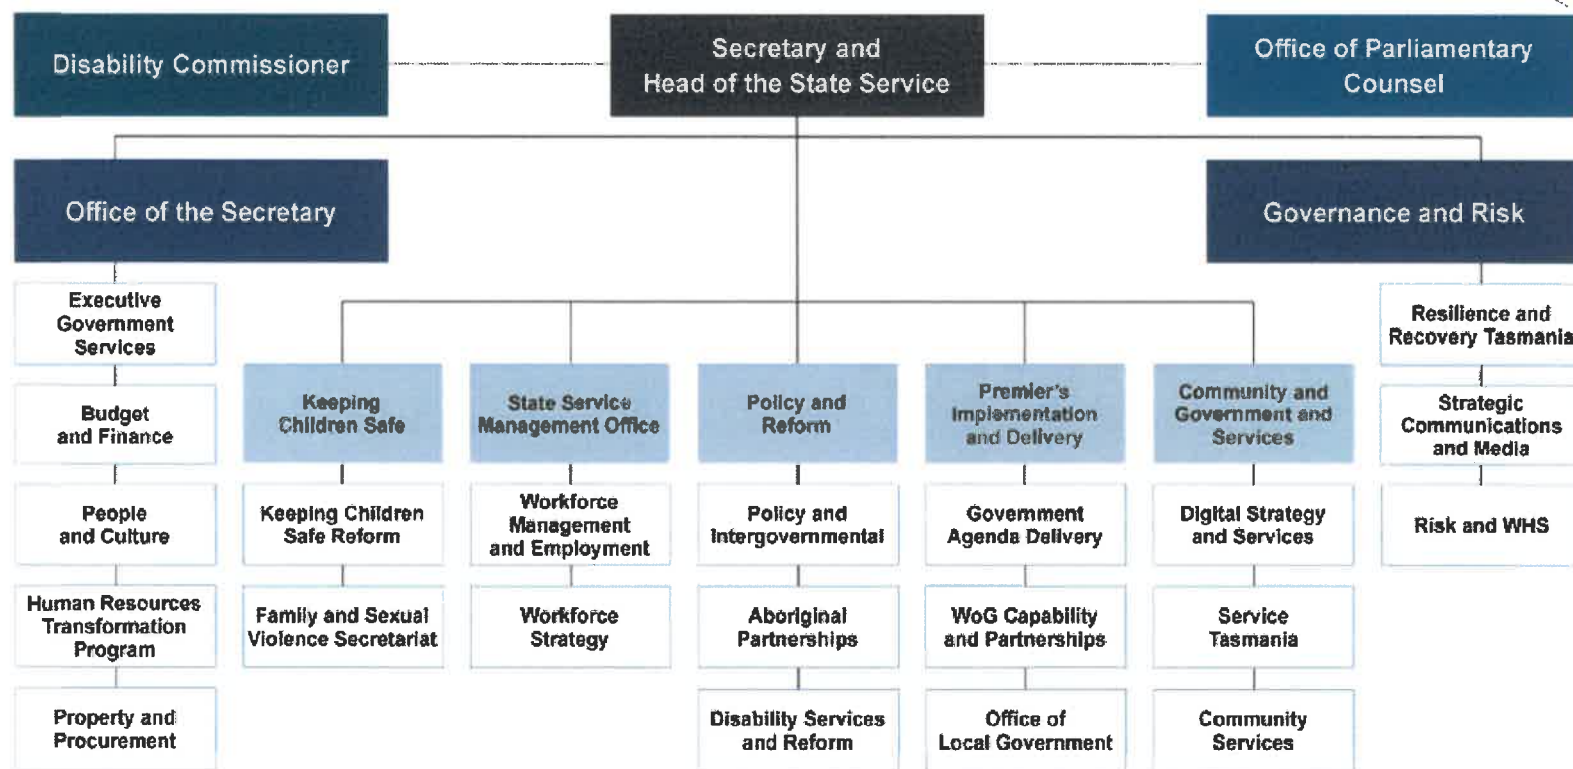 Disability Commissioner
Secretary and
Head of the State Service
Office of Parliamentary
Counsel
Office of the Secretary
Governance and Risk
Executive
Government
Services
Budget
and Finance
People
and Culture
Human Resources
Transformation
Program
Property and
Procurement
Keeping
Children Safe
Keeping Children
Safe Reform
Family and Sexual
Violence Secretariat
State Service
Management Office
Workforce
Management
and Employment
Workforce
Strategy
Policy and
Reform
Policy and
Intergovernmental
Aboriginal
Partnerships
Disability Services
and Reform
Premier's
Implementation
and Delivery
Government
Agenda Delivery
WoG Capability
and Partnerships
Office of
Local Government
Community and
Government and
Services
Digital Strategy
and Services
Service
Tasmania
Community
Services
Resilience and
Recovery Tasmania
Strategic
Communications
and Media
Risk and WHS